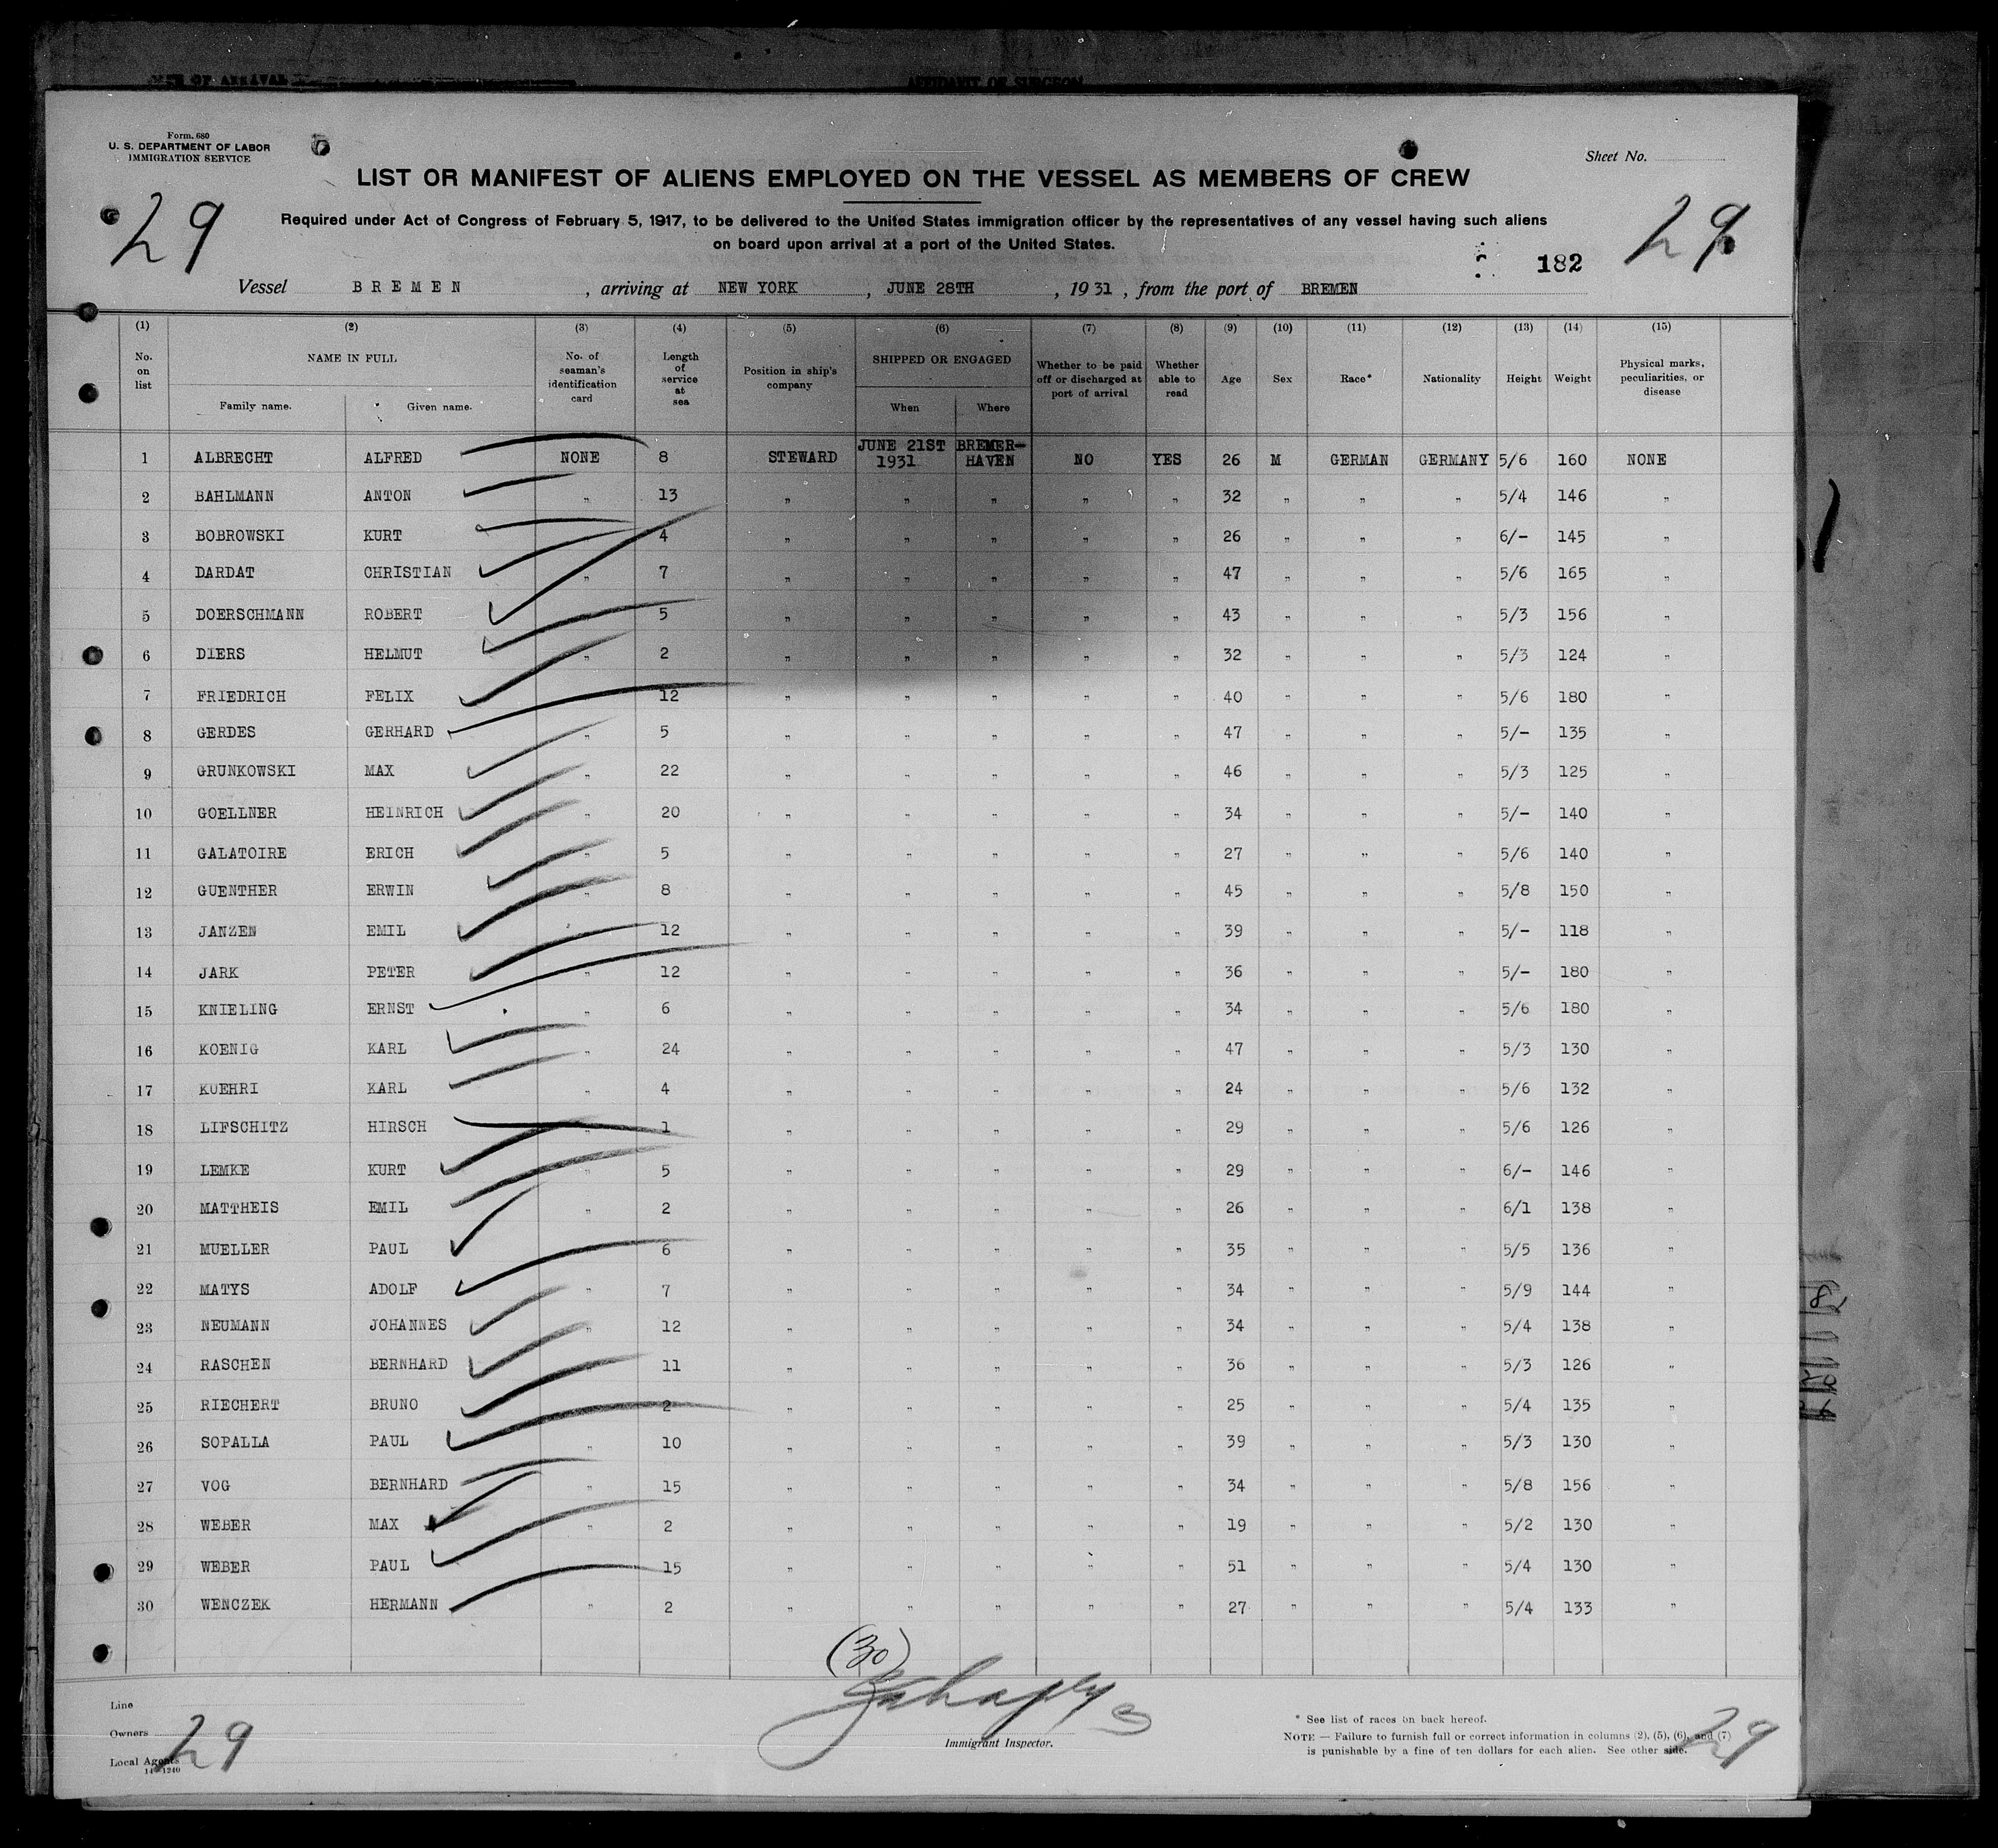 AFFIDAVIT OF SURGEON
Form 680
U. S. DEPARTMENT OF LABOR
IMMIGRATION SERVICE
Sheet No.
LIST OR MANIFEST OF ALIENS EMPLOYED ON THE VESSEL AS MEMBERS OF CREW
29 29
Required under Act of Congress of February 5, 1917, to be delivered to the United States immigration officer by the representatives of any vessel having such aliens
on board upon arrival at a port of the United States.
182
Vessel BREMEN, arriving at NEW YORK, JUNE 28TH, 1931, from the port of BREMEN
(1) (2) (3) (4) (5) (6) (7) (8) (9) (10) (11) (12) (13) (14) (15)
No. on list NAME IN FULL Family name. Given name. No. of seaman's identification card Length of service at sea Position in ship's company SHIPPED OR ENGAGED When Where Whether to be paid off or discharged at port of arrival Whether able to read Age Sex Race* Nationality Height Weight Physical marks, peculiarities, or disease
1 ALBRECHT ALFRED NONE 8 STEWARD JUNE 21ST 1931 BREMER-HAVEN NO YES 26 M GERMAN GERMANY 5/6 160 NONE
2 BAHLMANN ANTON " 13 " " " " " 32 " " " 5/4 146 "
3 BOBROWSKI KURT " 4 " " " " " 26 " " " 6/- 145 "
4 DARDAT CHRISTIAN " 7 " " " " " 47 " " " 5/6 165 "
5 DOERSCHMANN ROBERT " 5 " " " " " 43 " " " 5/3 156 "
6 DIERS HELMUT " 2 " " " " " 32 " " " 5/3 124 "
7 FRIEDRICH FELIX " 12 " " " " " 40 " " " 5/6 180 "
8 GERDES GERHARD " 5 " " " " " 47 " " " 5/- 135 "
9 GRUNKOWSKI MAX " 22 " " " " " 46 " " " 5/3 125 "
10 GOELLNER HEINRICH " 20 " " " " " 34 " " " 5/- 140 "
11 GALATOIRE ERICH " 5 " " " " " 27 " " " 5/6 140 "
12 GUENTHER ERWIN " 8 " " " " " 45 " " " 5/8 150 "
13 JANZEN EMIL " 12 " " " " " 39 " " " 5/- 118 "
14 JARK PETER " 12 " " " " " 36 " " " 5/- 180 "
15 KNIELING ERNST " 6 " " " " " 34 " " " 5/6 180 "
16 KOENIG KARL " 24 " " " " " 47 " " " 5/3 130 "
17 KUEHRI KARL " 4 " " " " " 24 " " " 5/6 132 "
18 LIFSCHITZ HIRSCH " 1 " " " " " 29 " " " 5/6 126 "
19 LEMKE KURT " 5 " " " " " 29 " " " 6/- 146 "
20 MATTHEIS EMIL " 2 " " " " " 26 " " " 6/1 138 "
21 MUELLER PAUL " 6 " " " " " 35 " " " 5/5 136 "
22 MATYS ADOLF " 7 " " " " " 34 " " " 5/9 144 "
23 NEUMANN JOHANNES " 12 " " " " " 34 " " " 5/4 138 "
24 RASCHEN BERNHARD " 11 " " " " " 36 " " " 5/3 126 "
25 RIECHERT BRUNO " 2 " " " " " 25 " " " 5/4 135 "
26 SOPALLA PAUL " 10 " " " " " 39 " " " 5/3 130 "
27 VOG BERNHARD " 15 " " " " " 34 " " " 5/8 156 "
28 WEBER MAX " 2 " " " " " 19 " " " 5/2 130 "
29 WEBER PAUL " 15 " " " " " 51 " " " 5/4 130 "
30 WENCZEK HERMANN " 2 " " " " " 27 " " " 5/4 133 "
(30)
Line
Owners
Local Agents
29
14-1240
Immigrant Inspector.
* See list of races on back hereof.
NOTE — Failure to furnish full or correct information in columns (2), (5), (6), and (7)
is punishable by a fine of ten dollars for each alien. See other side.
29